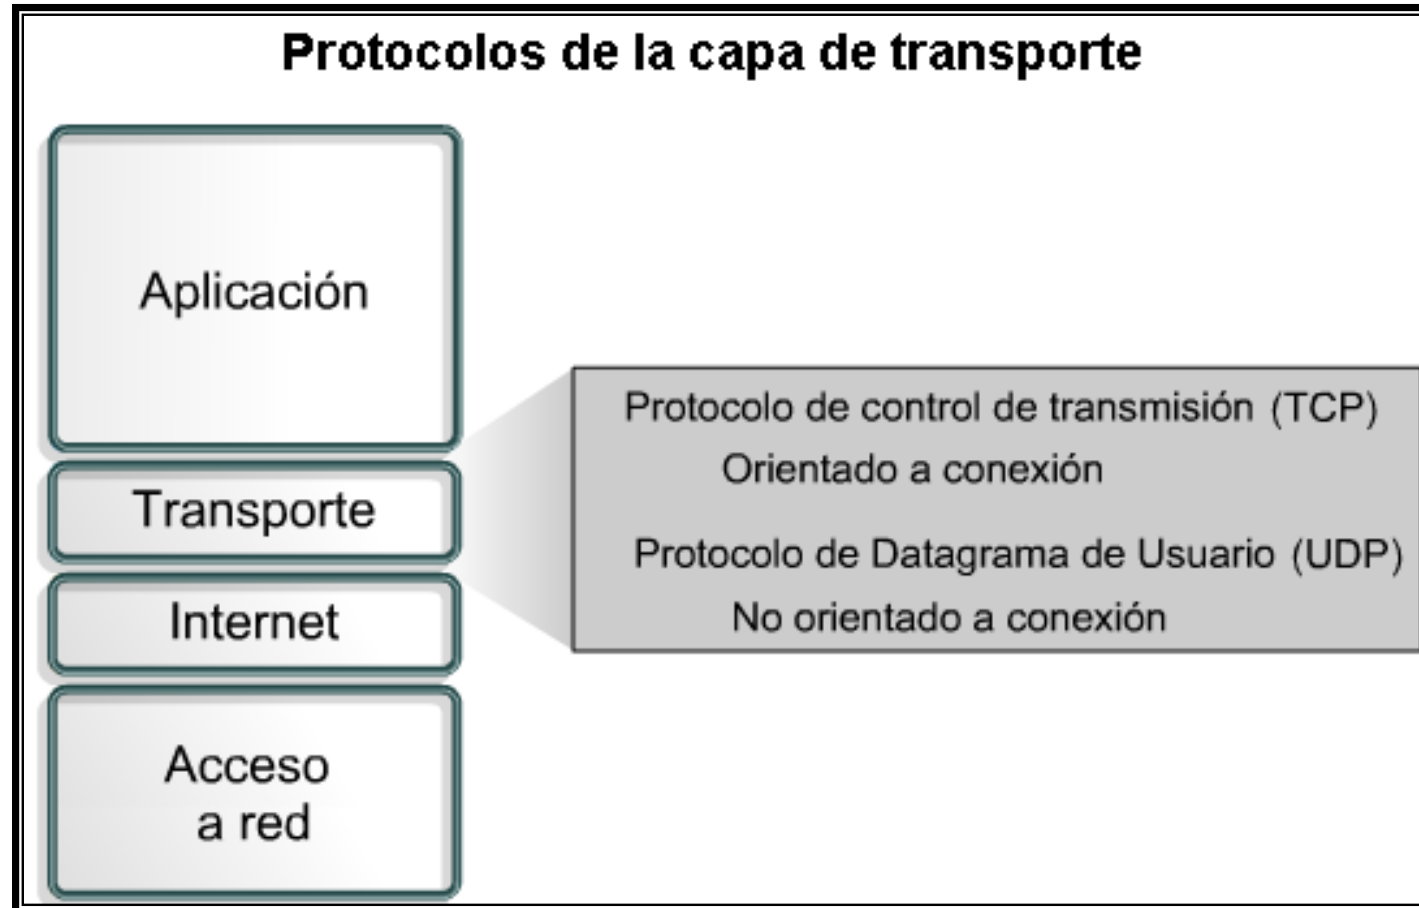 Protocolos de la capa de transporte
Aplicación
Transporte
Internet
Acceso
a red
Protocolo de control de transmisión (TCP)
Orientado a conexión
Protocolo de Datagrama de Usuario (UDP)
No orientado a conexión